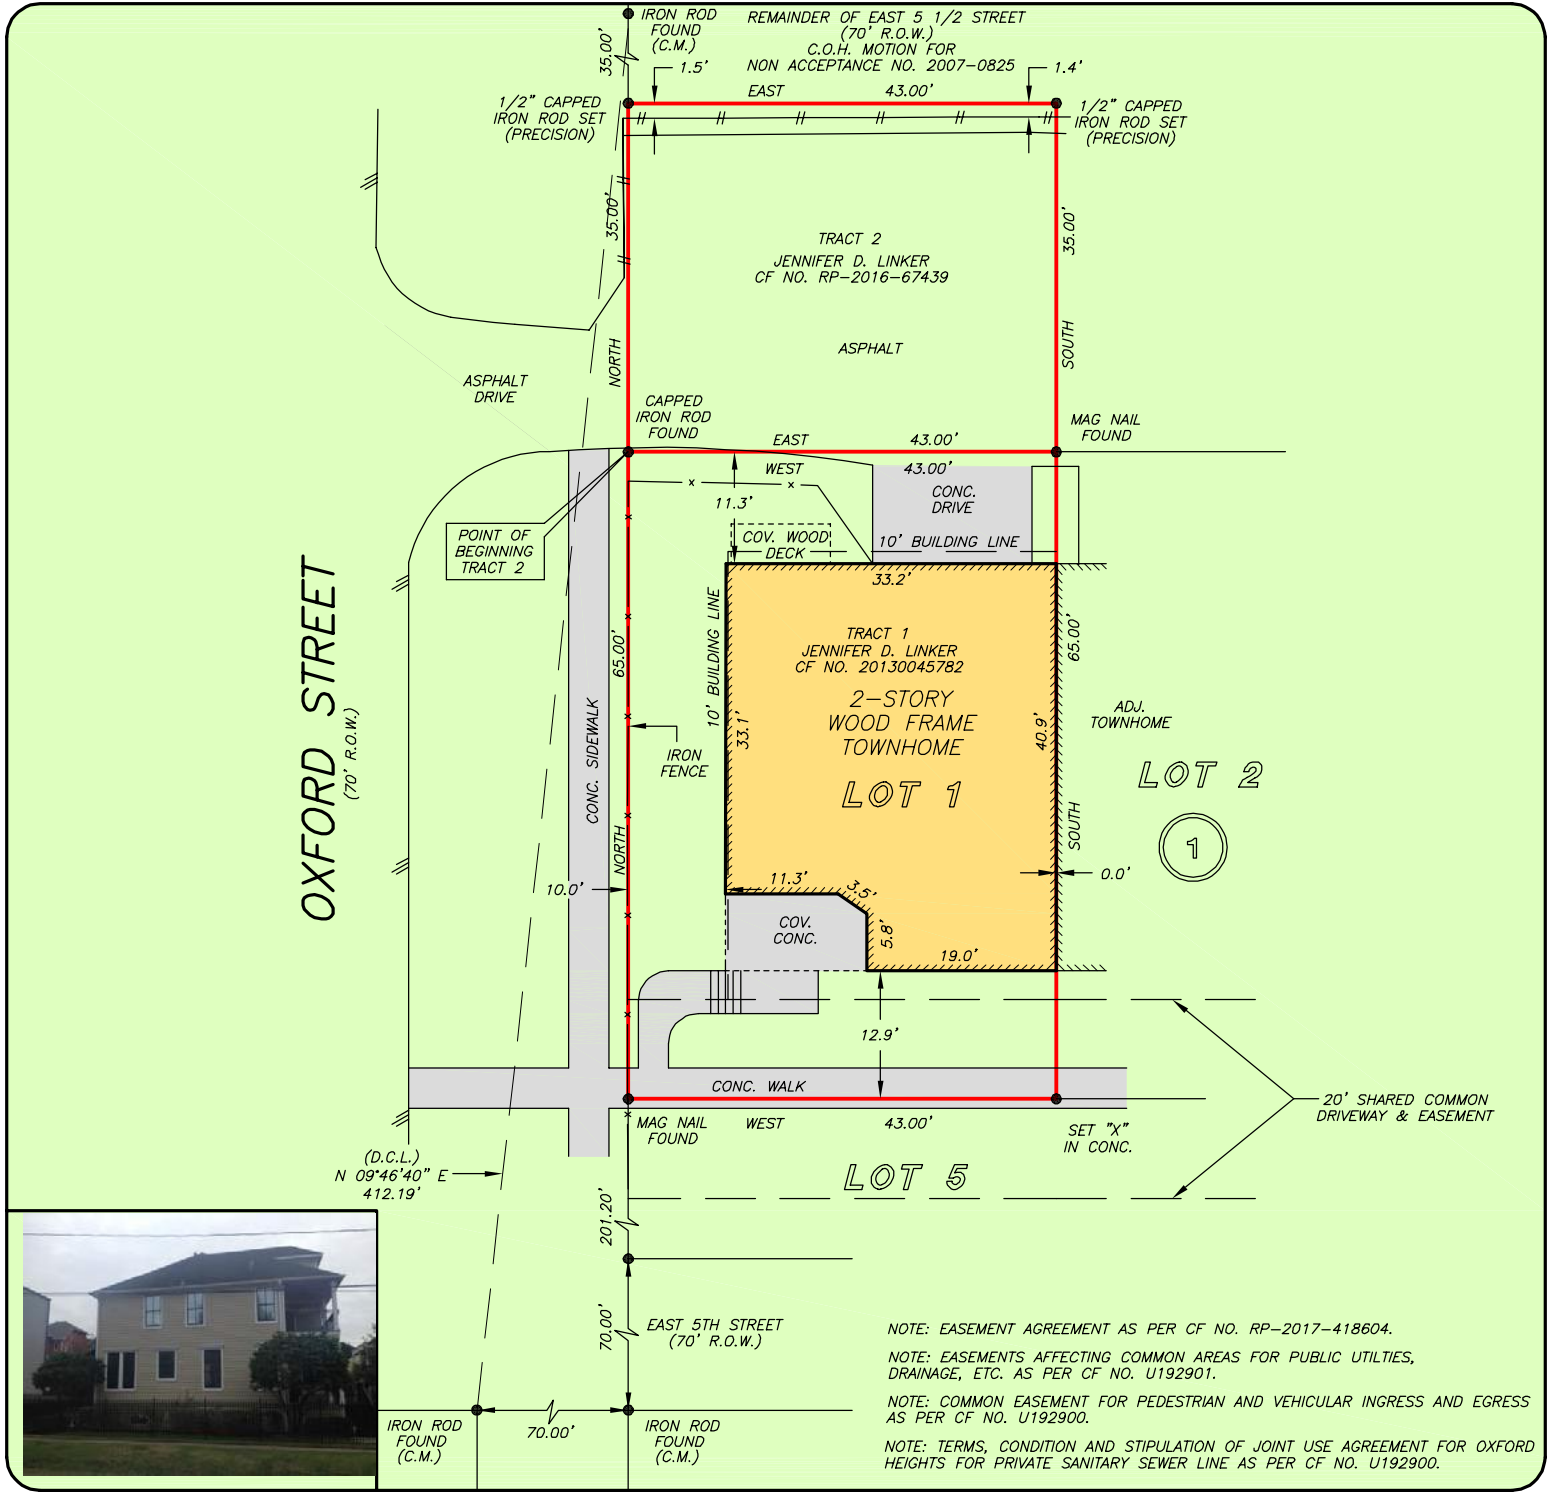 IRON ROD
FOUND
(C.M.)
REMAINDER OF EAST 5 1/2 STREET
(70' R.O.W.)
C.O.H. MOTION FOR
NON ACCEPTANCE NO. 2007-0825
35.00'
1.5'
1.4'
EAST
43.00'
1/2" CAPPED
IRON ROD SET
(PRECISION)
1/2" CAPPED
IRON ROD SET
(PRECISION)
35.00'
35.00'
TRACT 2
JENNIFER D. LINKER
CF NO. RP-2016-67439
ASPHALT
NORTH
SOUTH
ASPHALT
DRIVE
CAPPED
IRON ROD
FOUND
MAG NAIL
FOUND
EAST
43.00'
WEST
43.00'
11.3'
CONC.
DRIVE
POINT OF
BEGINNING
TRACT 2
COV. WOOD
DECK
10' BUILDING LINE
33.2'
OXFORD STREET
(70' R.O.W.)
CONC. SIDEWALK
65.00'
10' BUILDING LINE
33.1'
TRACT 1
JENNIFER D. LINKER
CF NO. 20130045782
2-STORY
WOOD FRAME
TOWNHOME
LOT 1
40.9'
65.00'
ADJ.
TOWNHOME
LOT 2
1
IRON
FENCE
NORTH
SOUTH
10.0'
11.3'
3.5'
0.0'
COV.
CONC.
5.8'
19.0'
12.9'
CONC. WALK
20' SHARED COMMON
DRIVEWAY & EASEMENT
MAG NAIL
FOUND
WEST
43.00'
SET "X"
IN CONC.
(D.C.L.)
N 09°46'40" E
412.19'
LOT 5
201.20'
70.00'
EAST 5TH STREET
(70' R.O.W.)
IRON ROD
FOUND
(C.M.)
70.00'
IRON ROD
FOUND
(C.M.)
NOTE: EASEMENT AGREEMENT AS PER CF NO. RP-2017-418604.
NOTE: EASEMENTS AFFECTING COMMON AREAS FOR PUBLIC UTILTIES,
DRAINAGE, ETC. AS PER CF NO. U192901.
NOTE: COMMON EASEMENT FOR PEDESTRIAN AND VEHICULAR INGRESS AND EGRESS
AS PER CF NO. U192900.
NOTE: TERMS, CONDITION AND STIPULATION OF JOINT USE AGREEMENT FOR OXFORD
HEIGHTS FOR PRIVATE SANITARY SEWER LINE AS PER CF NO. U192900.